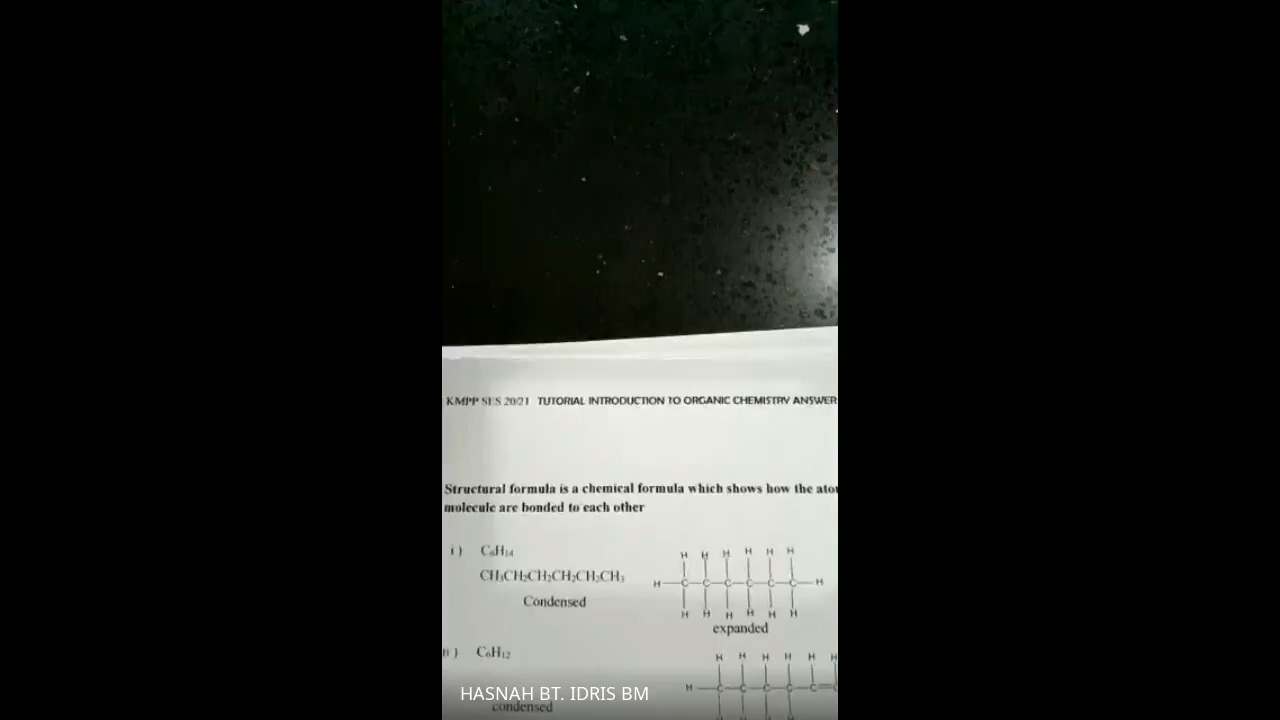 KMPP SES 20/21 TUTORIAL INTRODUCTION TO ORGANIC CHEMISTRY ANSWER
Structural formula is a chemical formula which shows how the ato
molecule are bonded to each other
i ) C₆H₁₄
H H H H H H
CH₃CH₂CH₂CH₂CH₂CH₃
H C C C C C C H
Condensed
H H H H H H
expanded
ii ) C₆H₁₂
H H H H H H
H C C C C C C
condensed
HASNAH BT. IDRIS BM